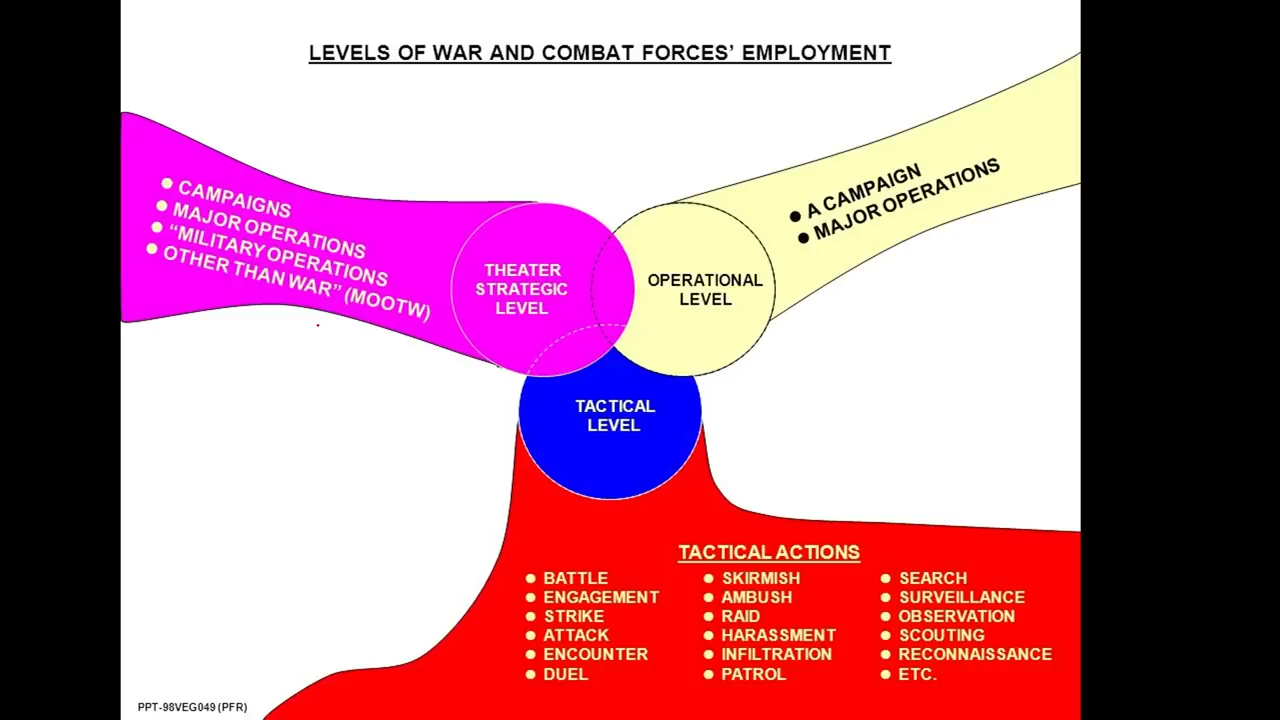 LEVELS OF WAR AND COMBAT FORCES’ EMPLOYMENT
● CAMPAIGNS
● MAJOR OPERATIONS
● “MILITARY OPERATIONS
● OTHER THAN WAR” (MOOTW)
THEATER
STRATEGIC
LEVEL
OPERATIONAL
LEVEL
● A CAMPAIGN
● MAJOR OPERATIONS
TACTICAL
LEVEL
TACTICAL ACTIONS
● BATTLE
● ENGAGEMENT
● STRIKE
● ATTACK
● ENCOUNTER
● DUEL
● SKIRMISH
● AMBUSH
● RAID
● HARASSMENT
● INFILTRATION
● PATROL
● SEARCH
● SURVEILLANCE
● OBSERVATION
● SCOUTING
● RECONNAISSANCE
● ETC.
PPT-98VEG049 (PFR)